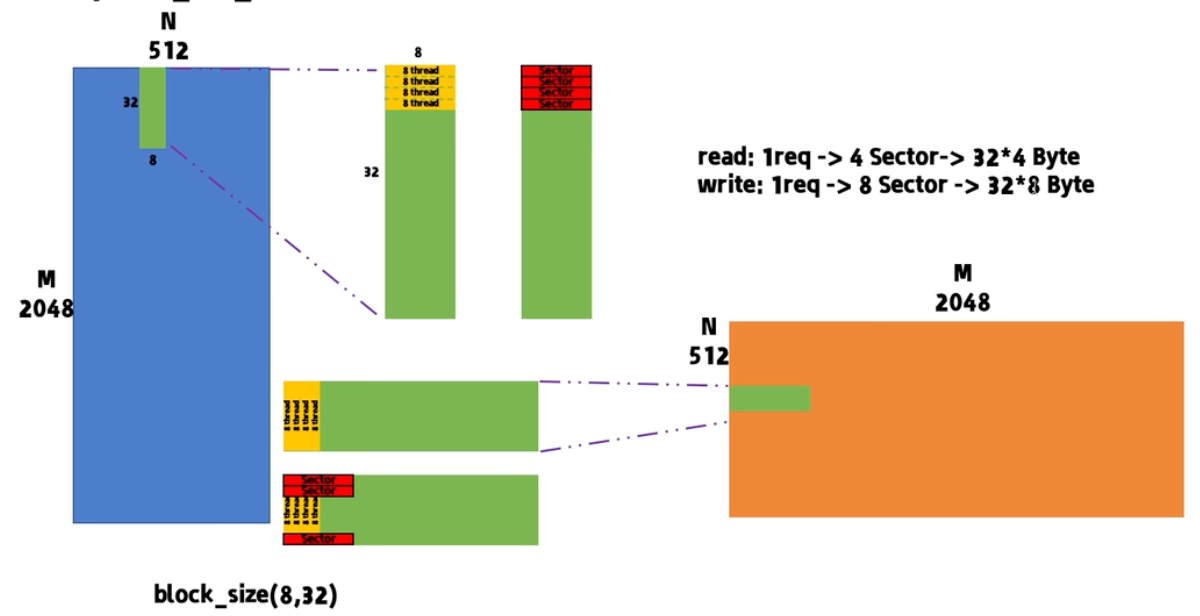 N
512
32
8
M
2048
8
8 thread
8 thread
8 thread
8 thread
32
Sector
Sector
Sector
Sector
read: 1req -> 4 Sector-> 32*4 Byte
write: 1req -> 8 Sector -> 32*8 Byte
M
2048
N
512
8 thread
8 thread
8 thread
8 thread
Sector
Sector
8 thread
8 thread
8 thread
8 thread
Sector
block_size(8,32)